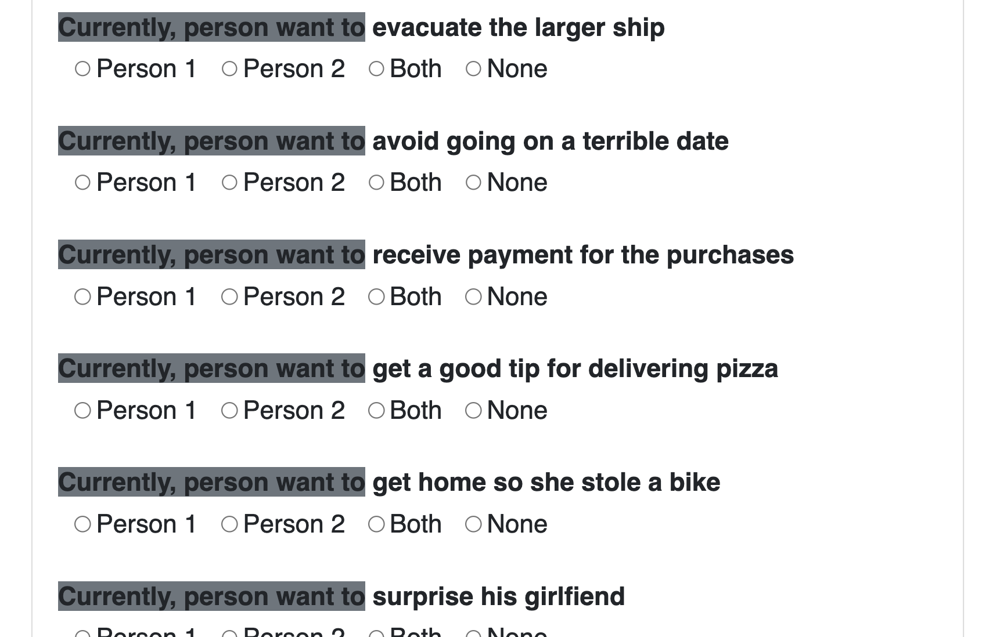 Currently, person want to evacuate the larger ship
Person 1 Person 2 Both None
Currently, person want to avoid going on a terrible date
Person 1 Person 2 Both None
Currently, person want to receive payment for the purchases
Person 1 Person 2 Both None
Currently, person want to get a good tip for delivering pizza
Person 1 Person 2 Both None
Currently, person want to get home so she stole a bike
Person 1 Person 2 Both None
Currently, person want to surprise his girlfiend
Person 1 Person 2 Both None